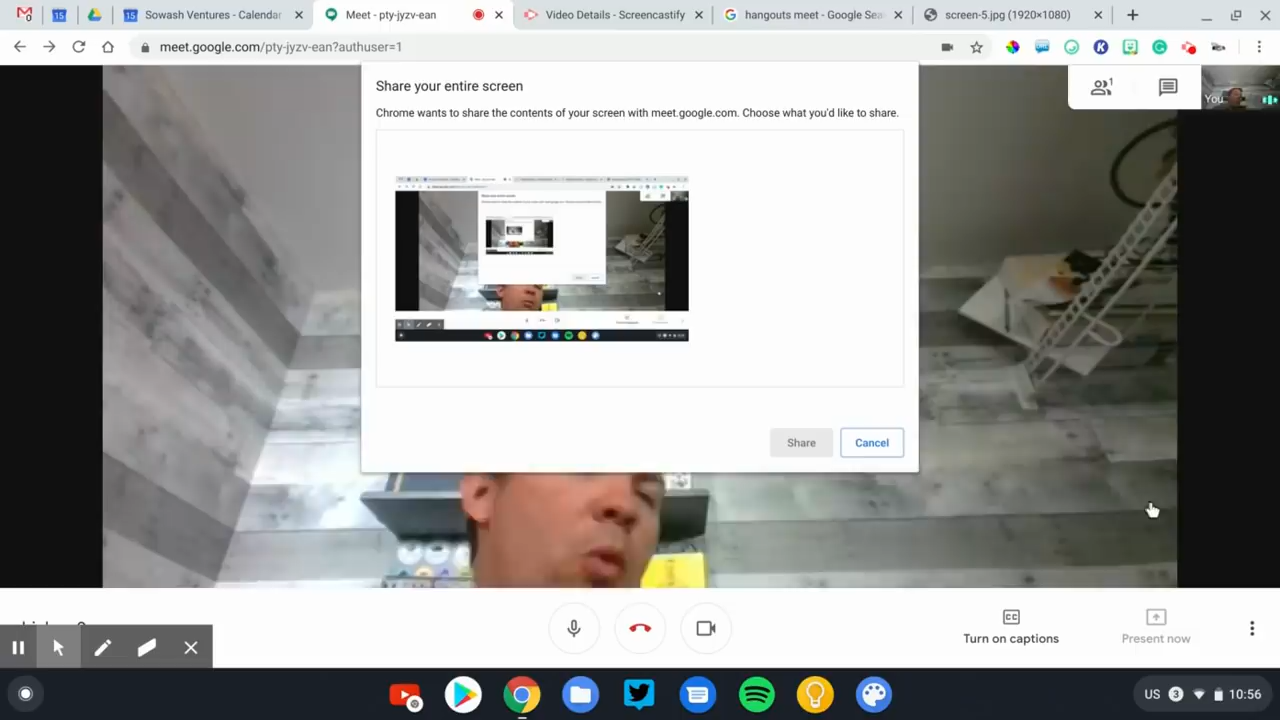 Sowash Ventures - Calendar
Meet - pty-jyzv-ean
Video Details - Screencastify
hangouts meet - Google Sea
screen-5.jpg (1920×1080)
meet.google.com/pty-jyzv-ean?authuser=1
Share your entire screen
Chrome wants to share the contents of your screen with meet.google.com. Choose what you'd like to share.
1
You
Share
Cancel
CC
Turn on captions
Present now
US 3 10:56